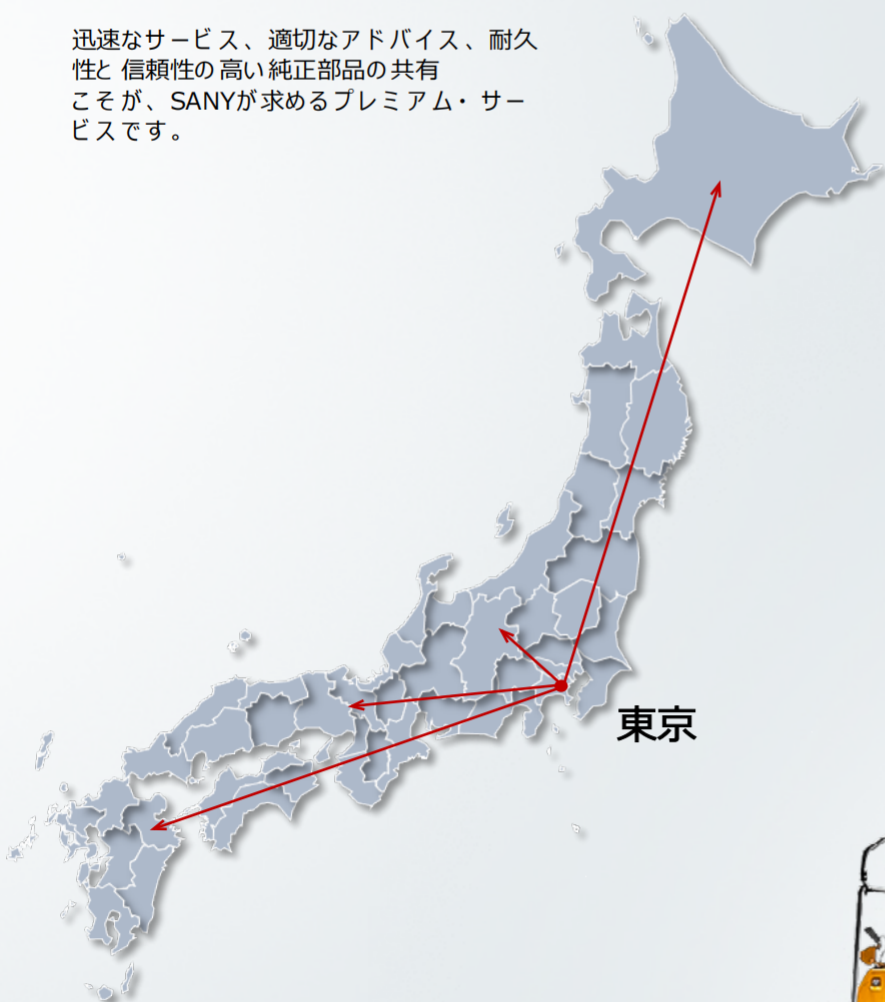 迅速なサービス、適切なアドバイス、耐久
性と信頼性の高い純正部品の共有
こそが、SANYが求めるプレミアム・サー
ビスです。
東京